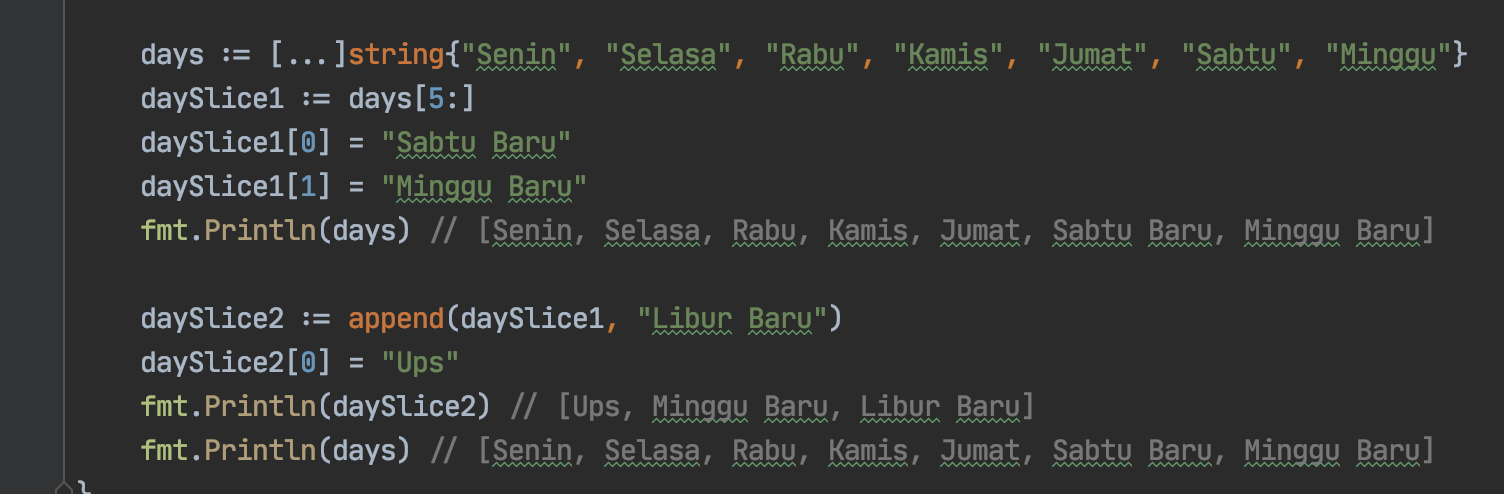 days := [...]string{"Senin", "Selasa", "Rabu", "Kamis", "Jumat", "Sabtu", "Minggu"}
daySlice1 := days[5:]
daySlice1[0] = "Sabtu Baru"
daySlice1[1] = "Minggu Baru"
fmt.Println(days) // [Senin, Selasa, Rabu, Kamis, Jumat, Sabtu Baru, Minggu Baru]
daySlice2 := append(daySlice1, "Libur Baru")
daySlice2[0] = "Ups"
fmt.Println(daySlice2) // [Ups, Minggu Baru, Libur Baru]
fmt.Println(days) // [Senin, Selasa, Rabu, Kamis, Jumat, Sabtu Baru, Minggu Baru]
}